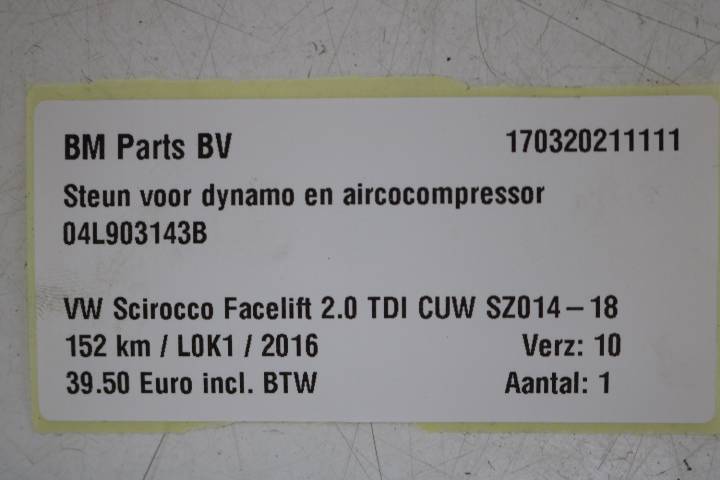 BM Parts BV 170320211111
Steun voor dynamo en aircocompressor
04L903143B
VW Scirocco Facelift 2.0 TDI CUW SZ014-18
152 km / L0K1 / 2016 Verz: 10
39.50 Euro incl. BTW Aantal: 1